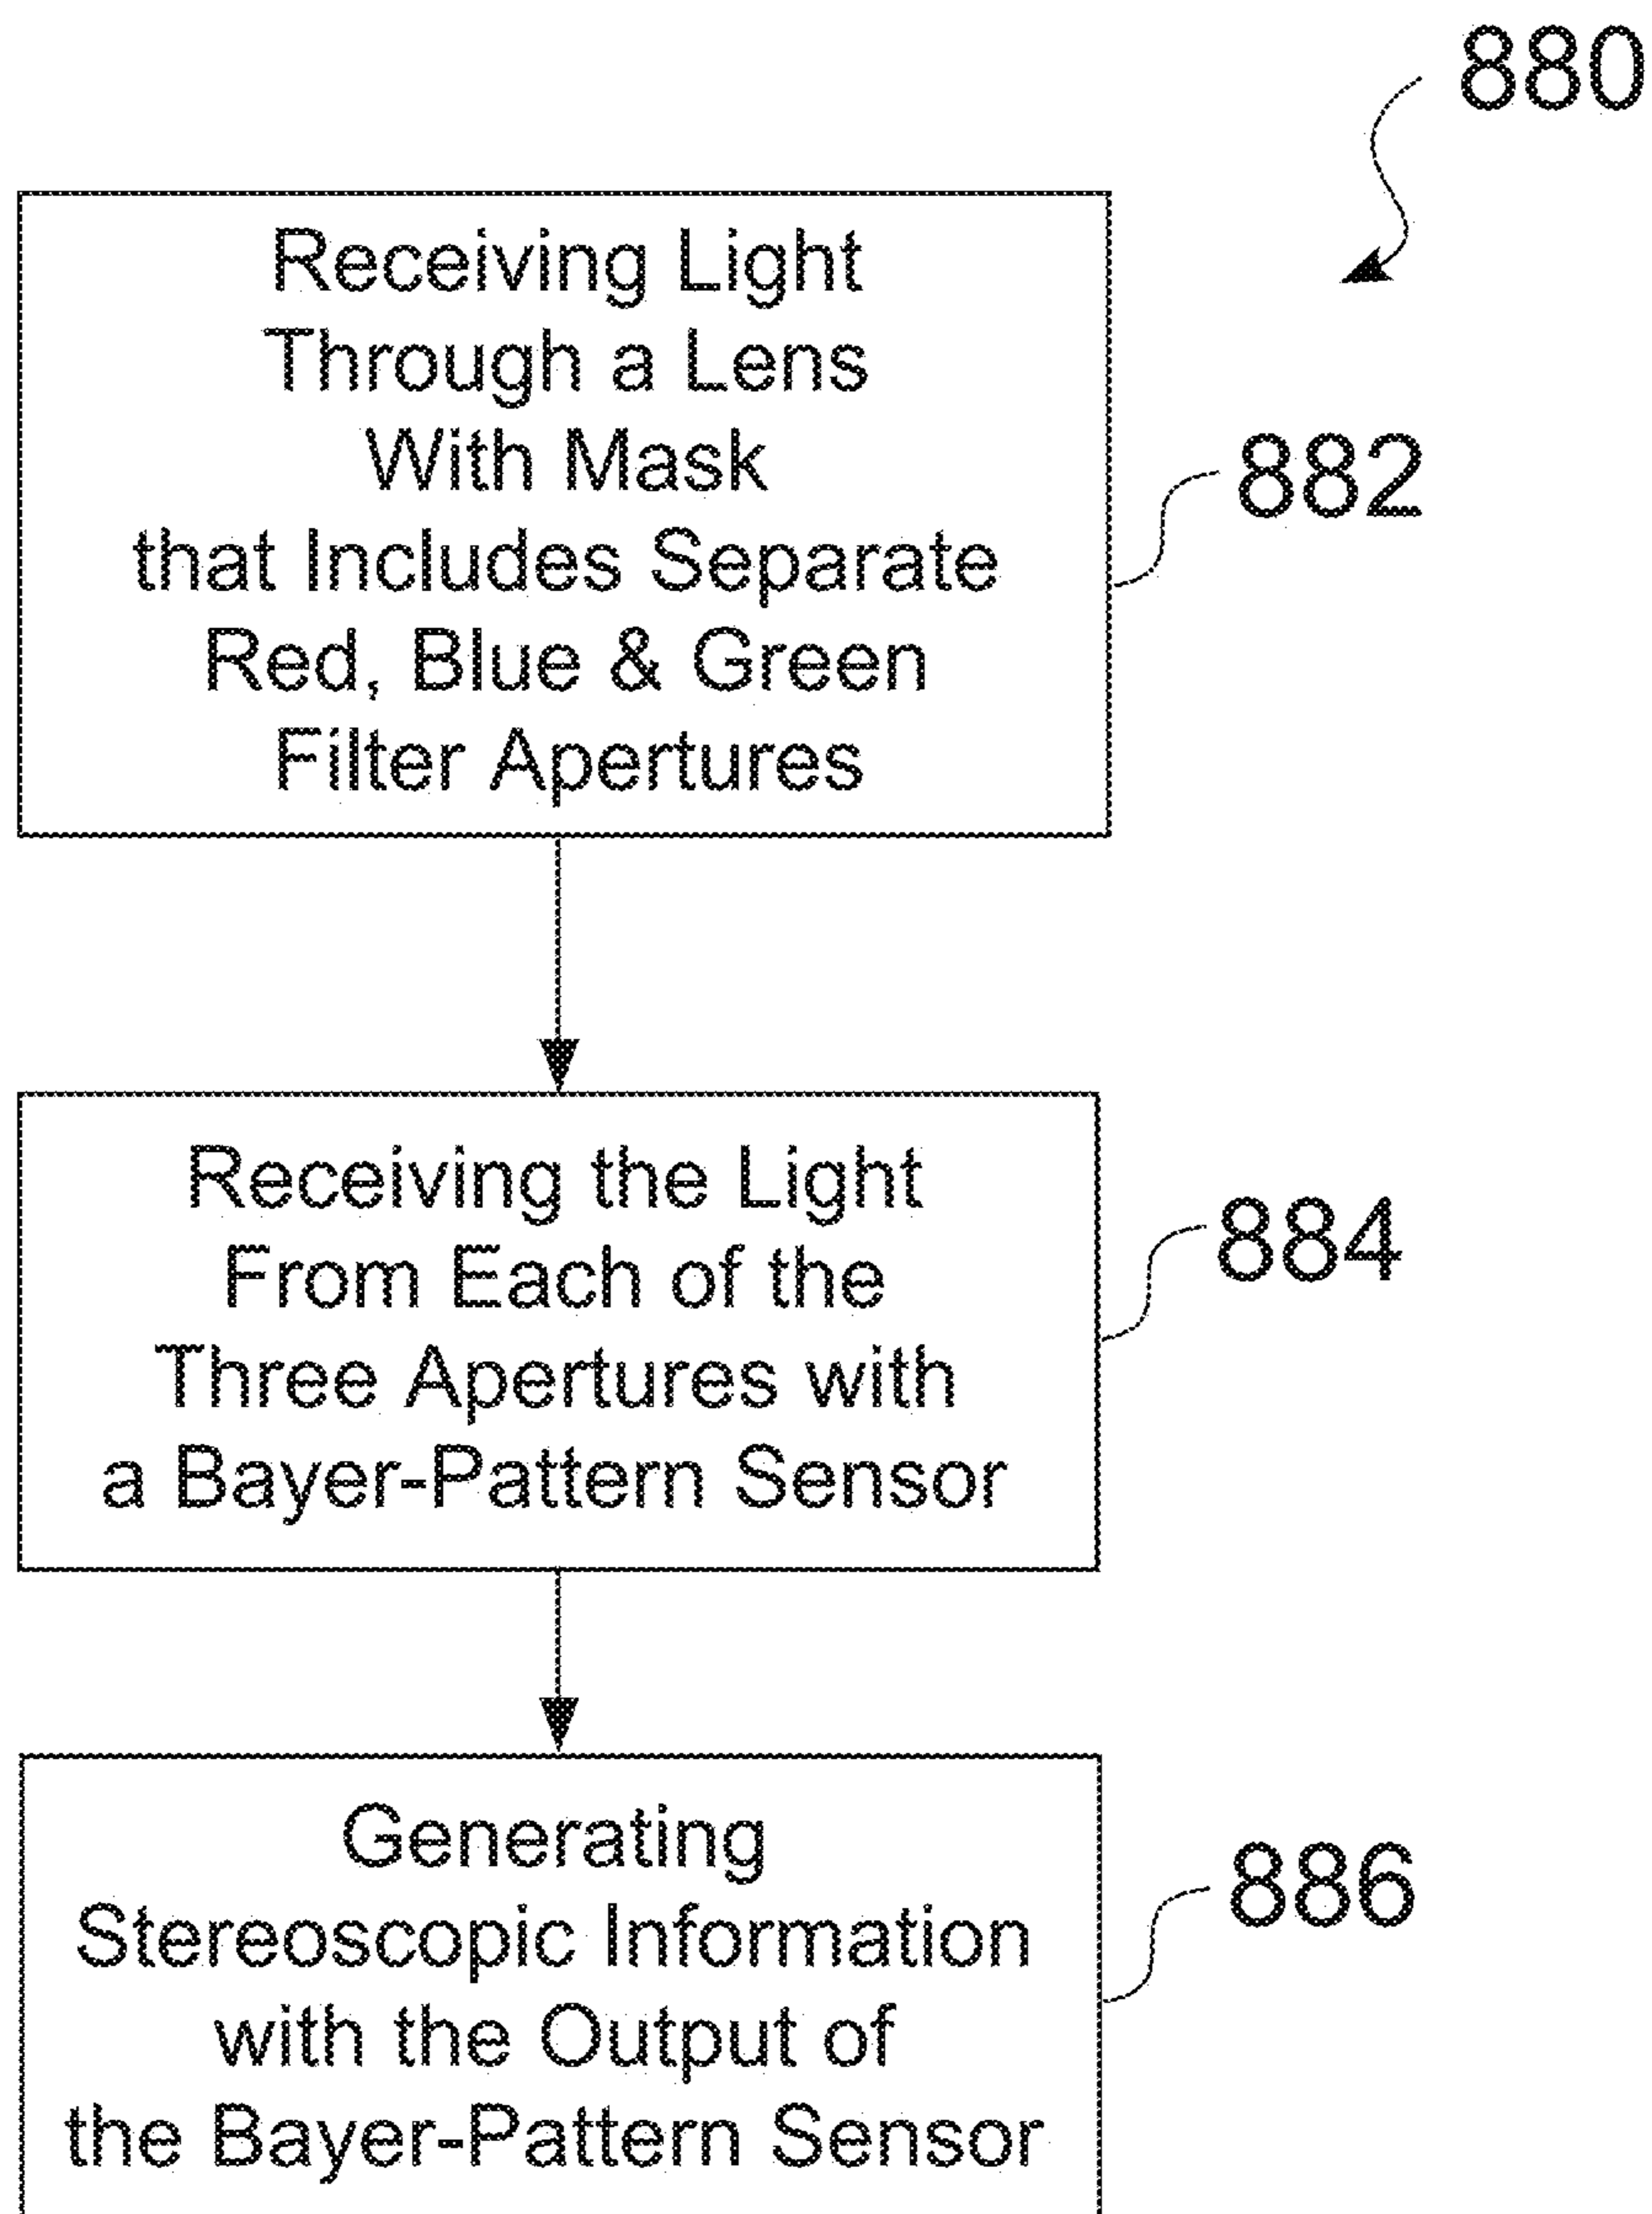 880
Receiving Light
Through a Lens
With Mask
that Includes Separate
Red, Blue & Green
Filter Apertures
882
Receiving the Light
From Each of the
Three Apertures with
a Bayer-Pattern Sensor
884
Generating
Stereoscopic Information
with the Output of
the Bayer-Pattern Sensor
886